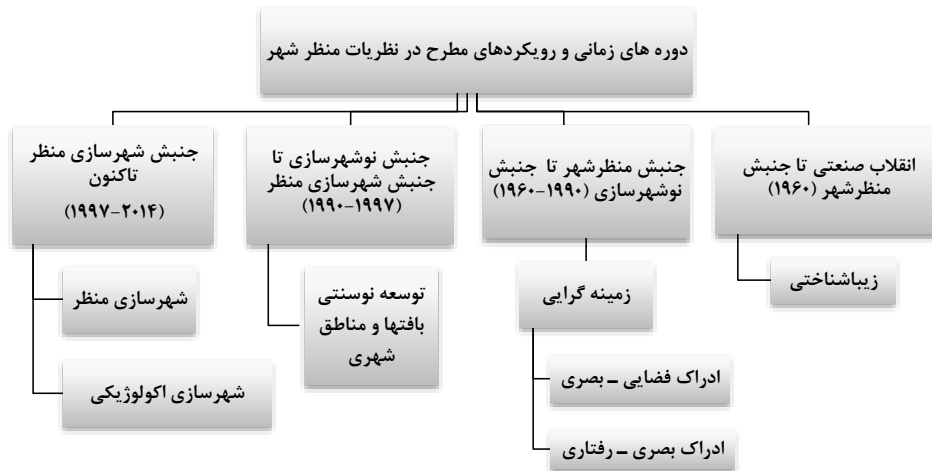 دوره های زمانی و رویکردهای مطرح در نظریات منظر شهر
انقلاب صنعتی تا جنبش
منظرشهر (۱۹۶۰)
زیباشناختی
جنبش منظرشهر تا جنبش
نوشهرسازی (۱۹۹۰-۱۹۶۰)
زمینه گرایی
ادراک فضایی – بصری
ادراک بصری – رفتاری
جنبش نوشهرسازی تا
جنبش شهرسازی منظر
(۱۹۹۰-۱۹۹۷)
توسعه نوسنتی
بافتها و مناطق
شهری
جنبش شهرسازی منظر
تاکنون
(۱۹۹۷-۲۰۱۴)
شهرسازی منظر
شهرسازی اکولوژیکی